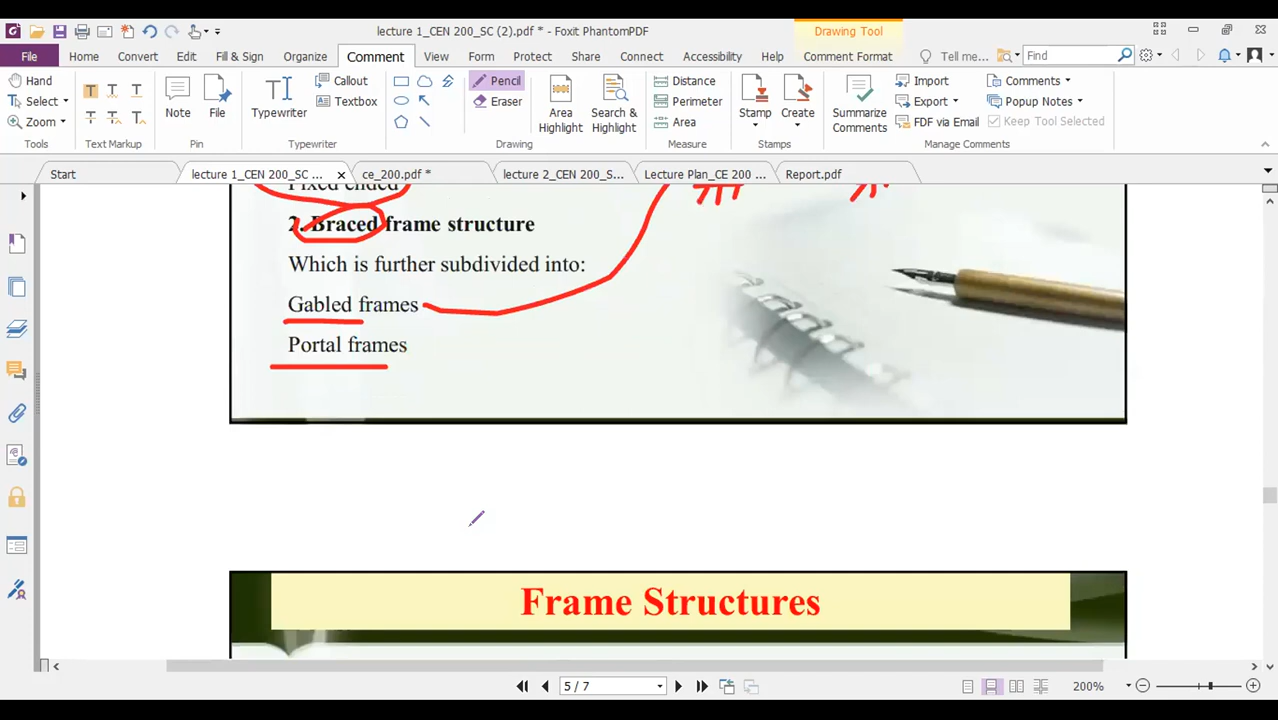 lecture 1_CEN 200_SC (2).pdf * - Foxit PhantomPDF
Drawing Tool
File Home Convert Edit Fill & Sign Organize Comment View Form Protect Share Connect Accessibility Help Comment Format Tell me... Find
Hand
Select
Zoom
Tools
Text Markup
Note
File
Pin
Typewriter
Callout
Textbox
Typewriter
Pencil
Eraser
Area Highlight
Search & Highlight
Drawing
Distance
Perimeter
Area
Measure
Stamp
Create
Stamps
Summarize Comments
Import
Export
FDF via Email
Comments
Popup Notes
Keep Tool Selected
Manage Comments
Start
lecture 1_CEN 200_SC ...
ce_200.pdf *
lecture 2_CEN 200_S...
Lecture Plan_CE 200 ...
Report.pdf
Fixed ended
2. Braced frame structure
Which is further subdivided into:
Gabled frames
Portal frames
Frame Structures
5 / 7
200%